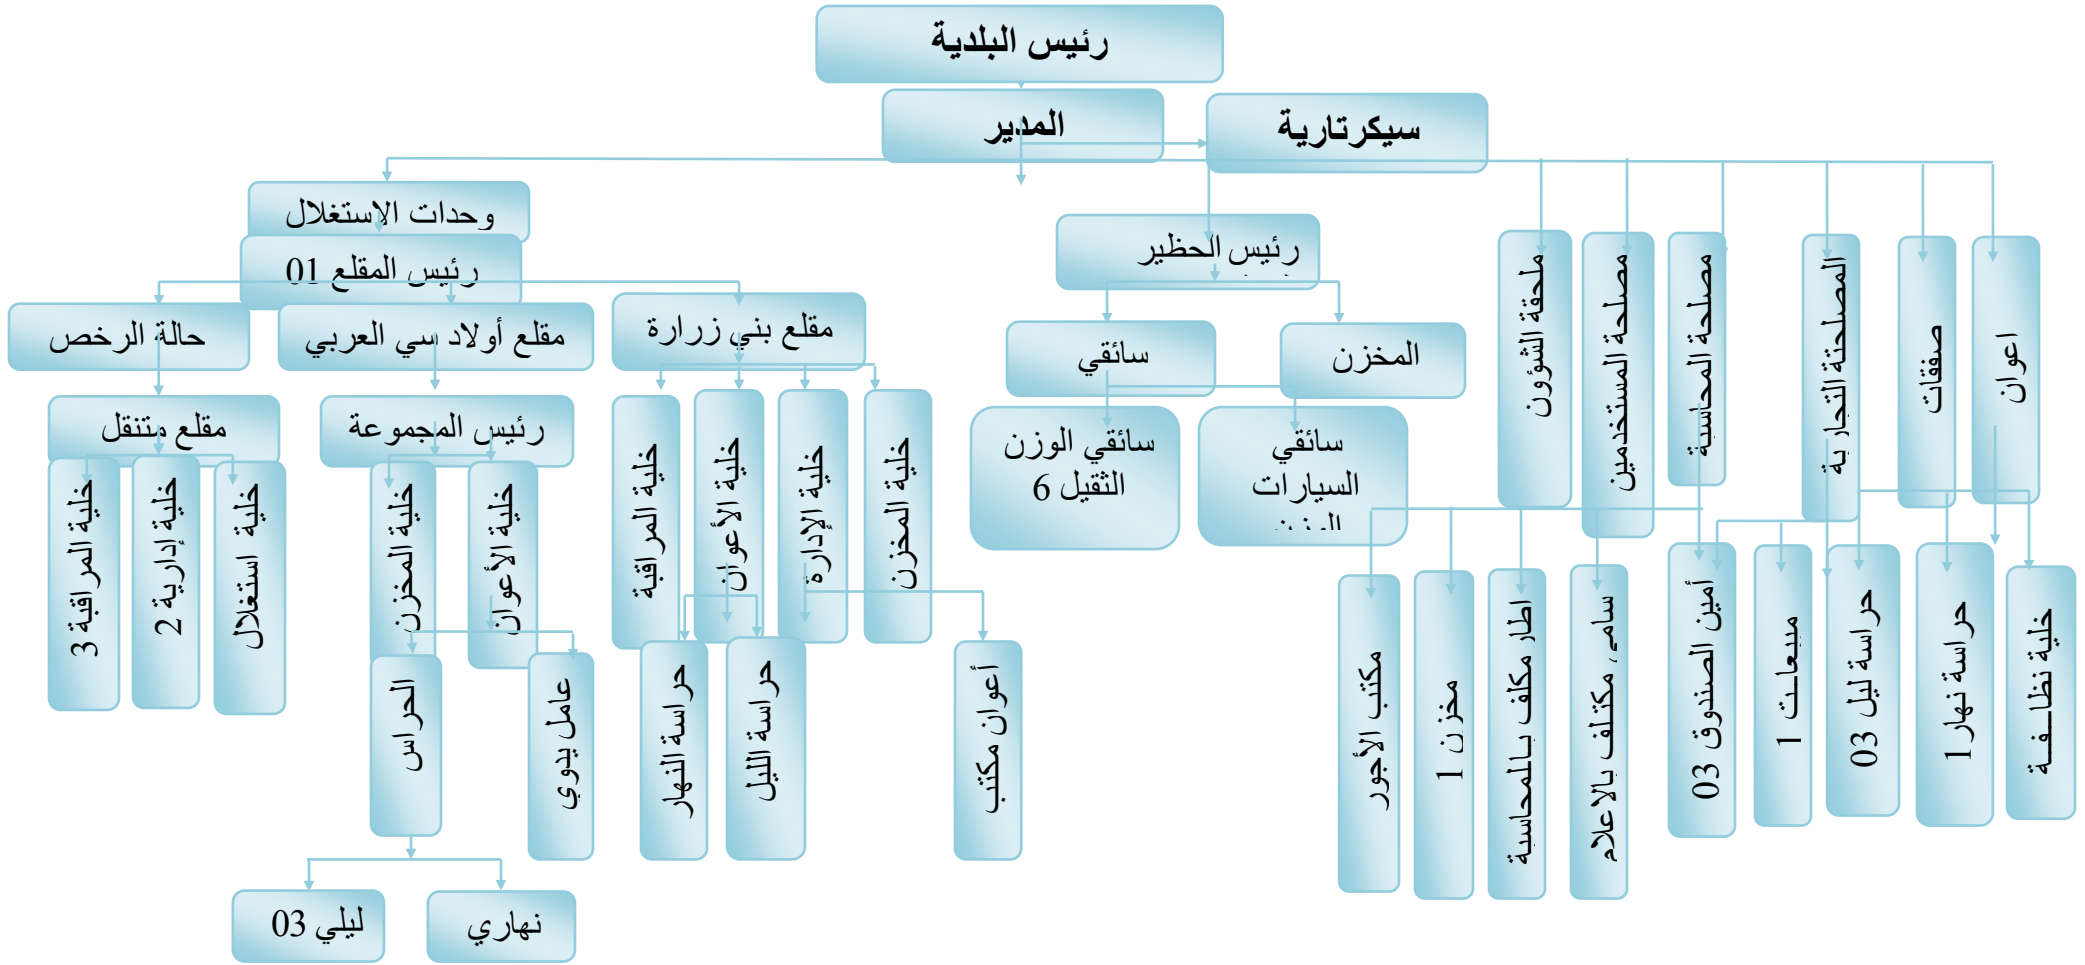 رئيس البلدية
المدير
سيكرتارية
وحدات الاستغلال
رئيس المقلع 01
رئيس الحظير
ملحقة الشؤون
مصلحة المستخدمين
مصلحة المحاسبة
المصلحتة التجارية
صفقات
اعوان
حالة الرخص
مقلع أولاد سي العربي
مقلع بني زرارة
سائقي
المخزن
مقلع متنقل
رئيس المجموعة
خلية المراقبة
خلية الأعوان
خلية الإدارة
خلية المخزن
سائقي الوزن
الثقيل 6
سائقي
السيارات
الوزن
خلية المراقبة 3
خلية إدارية 2
خلية استغلال
خلية المخزن
خلية الأعوان
مكتب الأجور
مخزن 1
اطار مكلف بالمحاسبة
سامي مكتلف بالاعلام
أمين الصندوق 03
مبيعات 1
حراسة ليل 03
حراسة نهار1
خلية نظافة
الحراس
عامل يدوي
حراسة النهار
حراسة الليل
أعوان مكتب
ليلي 03
نهاري